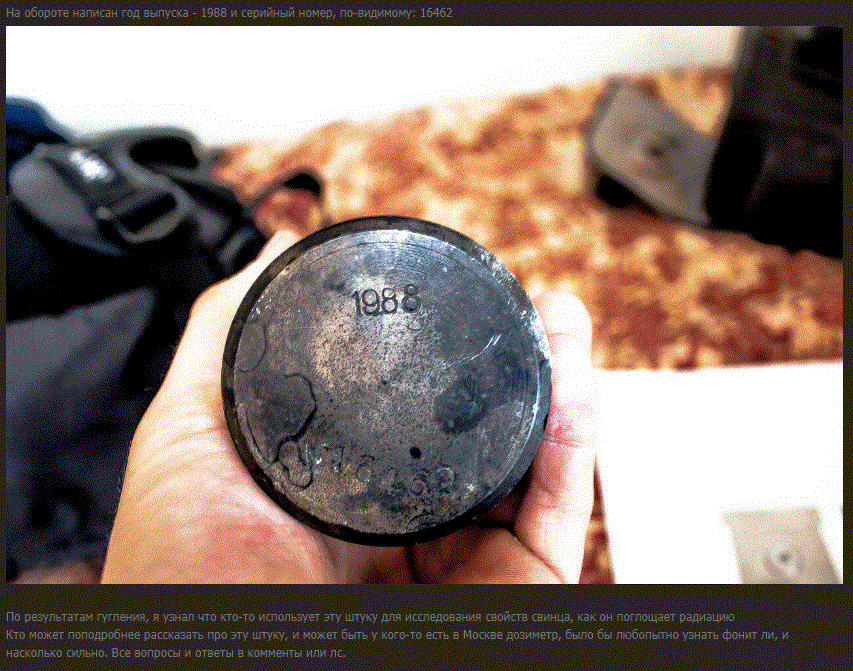 На обороте написан год выпуска - 1988 и серийный номер, по-видимому: 16462
1988
По результатам гугления, я узнал что кто-то использует эту штуку для исследования свойств свинца, как он поглощает радиацию
Кто может поподробнее рассказать про эту штуку, и может быть у кого-то есть в Москве дозиметр, было бы любопытно узнать фонит ли, и
насколько сильно. Все вопросы и ответы в комменты или лс.